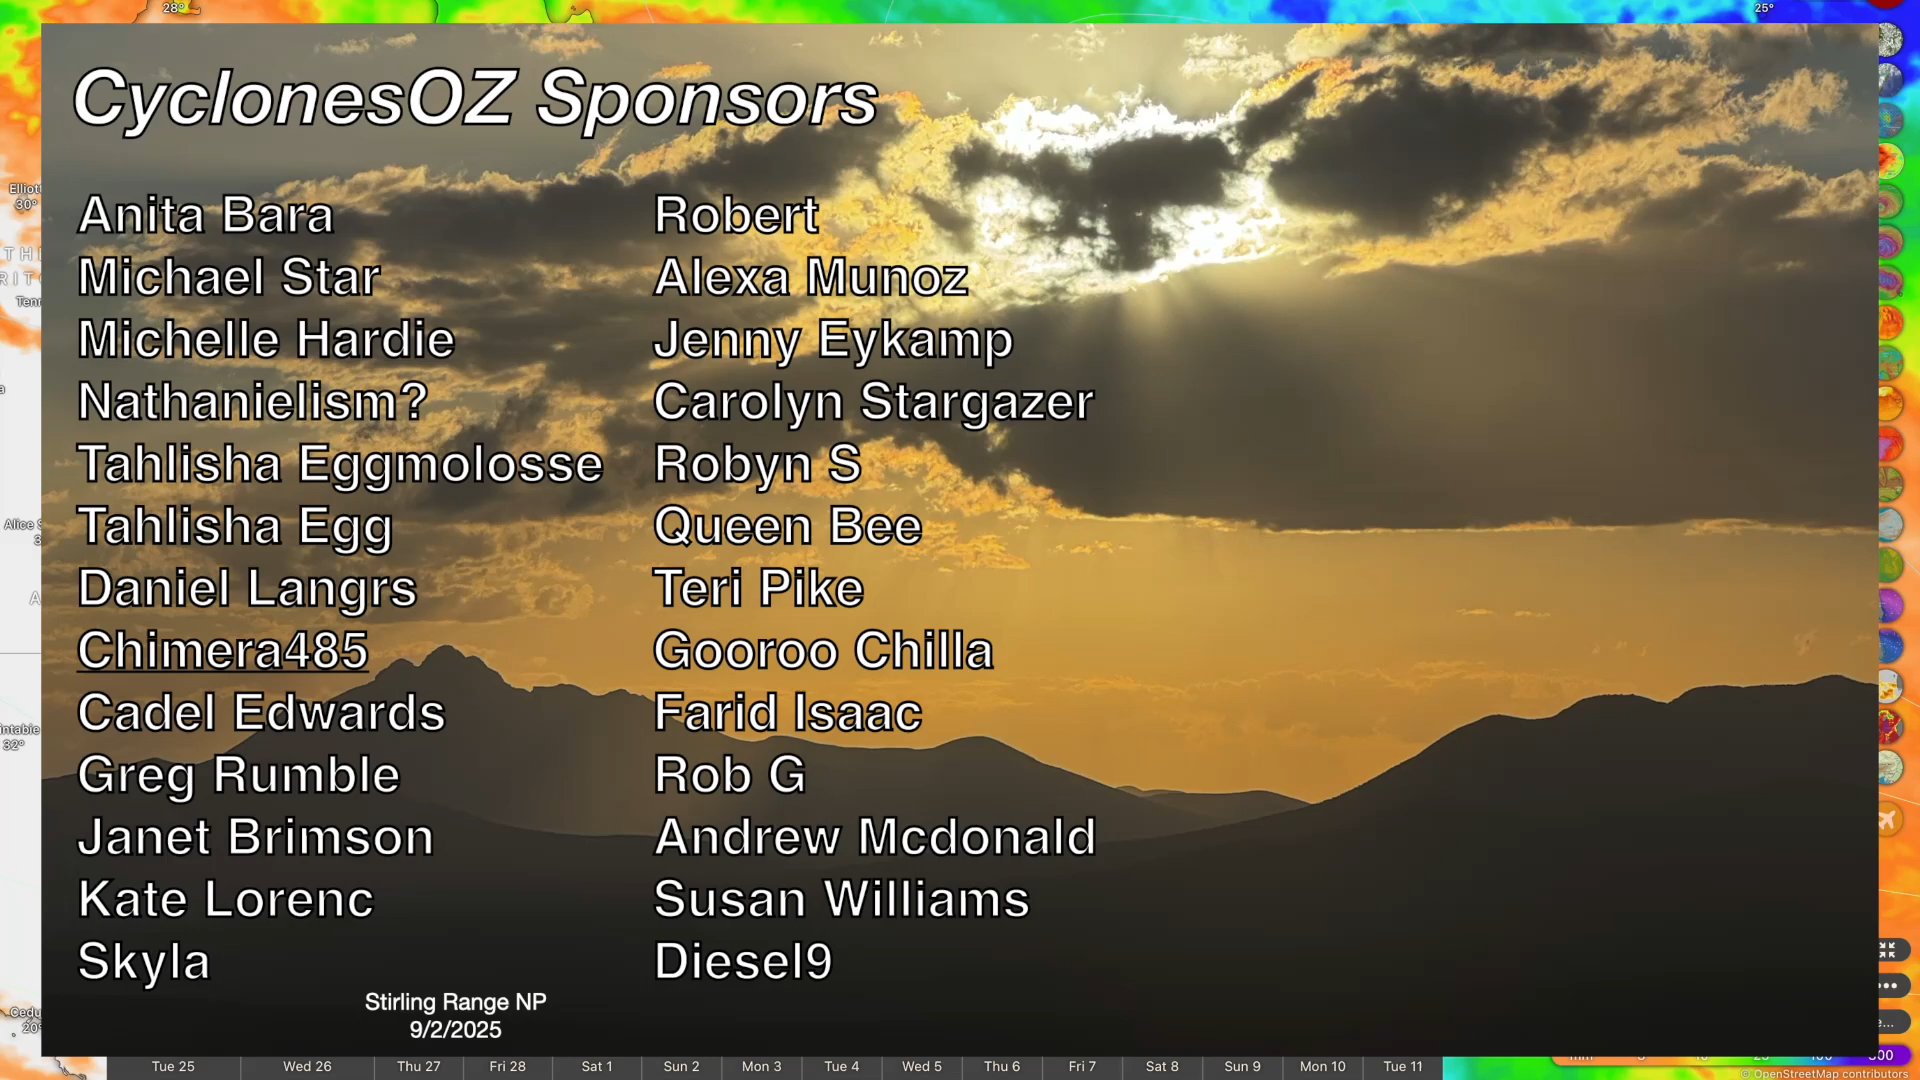 28°
25°
CyclonesOZ Sponsors
Anita Bara
Michael Star
Michelle Hardie
Nathanielism?
Tahlisha Eggmolosse
Tahlisha Egg
Daniel Langrs
Chimera485
Cadel Edwards
Greg Rumble
Janet Brimson
Kate Lorenc
Skyla
Robert
Alexa Munoz
Jenny Eykamp
Carolyn Stargazer
Robyn S
Queen Bee
Teri Pike
Gooroo Chilla
Farid Isaac
Rob G
Andrew Mcdonald
Susan Williams
Diesel9
Stirling Range NP
9/2/2025
30°
32°
Tue 25 Wed 26 Thu 27 Fri 28 Sat 1 Sun 2 Mon 3 Tue 4 Wed 5 Thu 6 Fri 7 Sat 8 Sun 9 Mon 10 Tue 11
© OpenStreetMap contributors